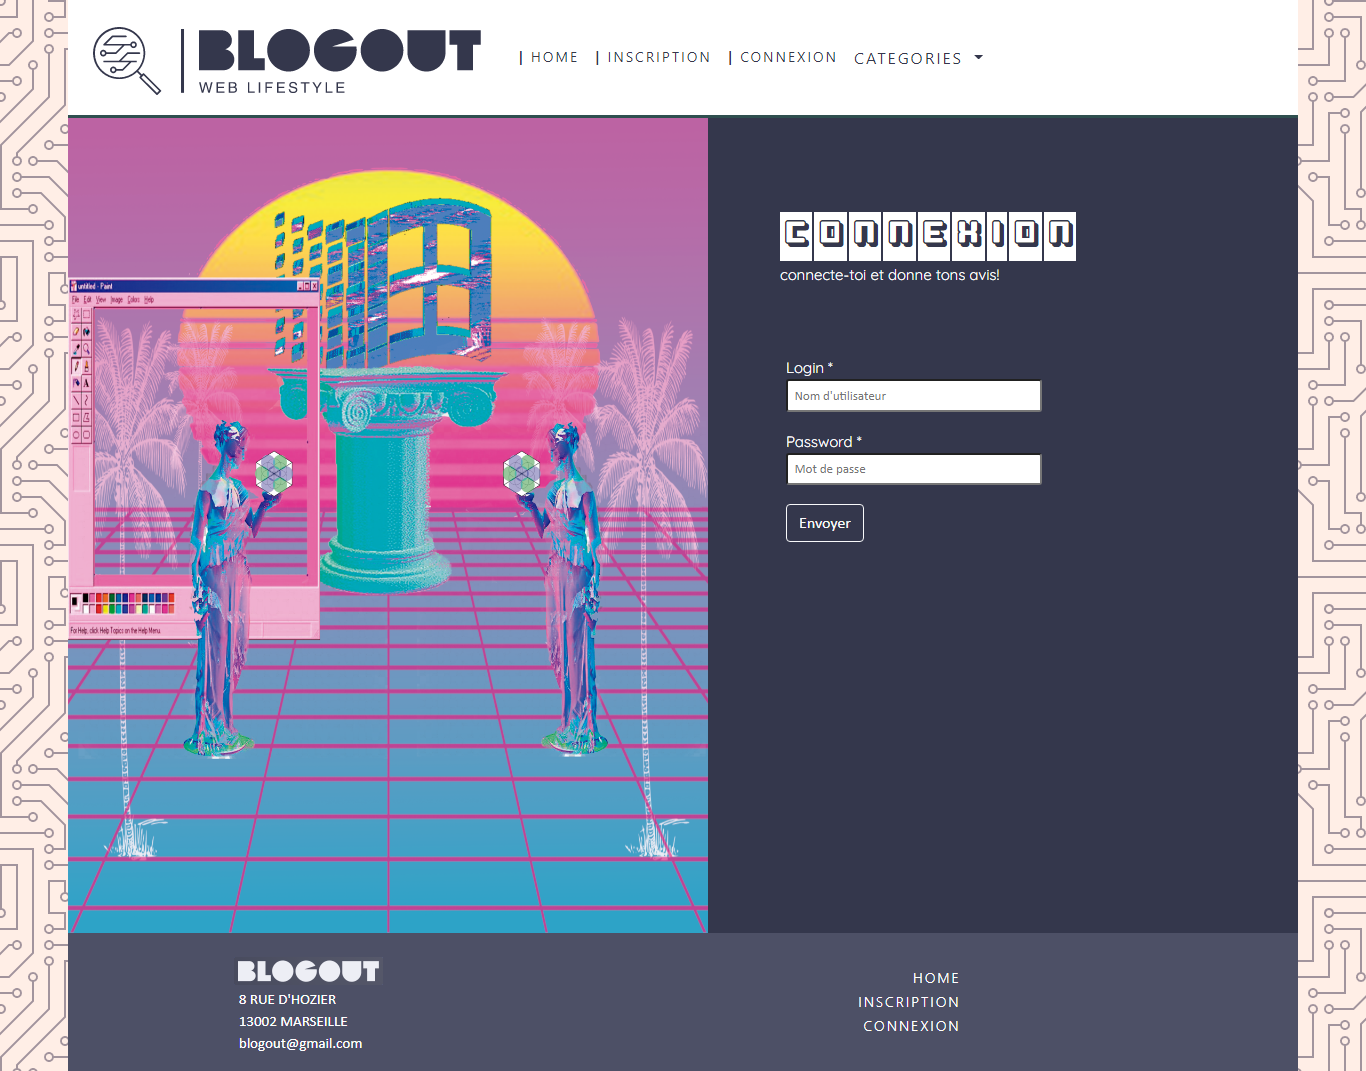 BLOGOUT
WEB LIFESTYLE
| HOME | INSCRIPTION | CONNEXION CATEGORIES
untitled - Paint
File Edit View Image Colors Help
A
For Help, click Help Topics on the Help Menu.
CONNEXION
connecte-toi et donne tons avis!
Login *
Nom d'utilisateur
Password *
Mot de passe
Envoyer
BLOGOUT
8 RUE D'HOZIER
13002 MARSEILLE
blogout@gmail.com
HOME
INSCRIPTION
CONNEXION